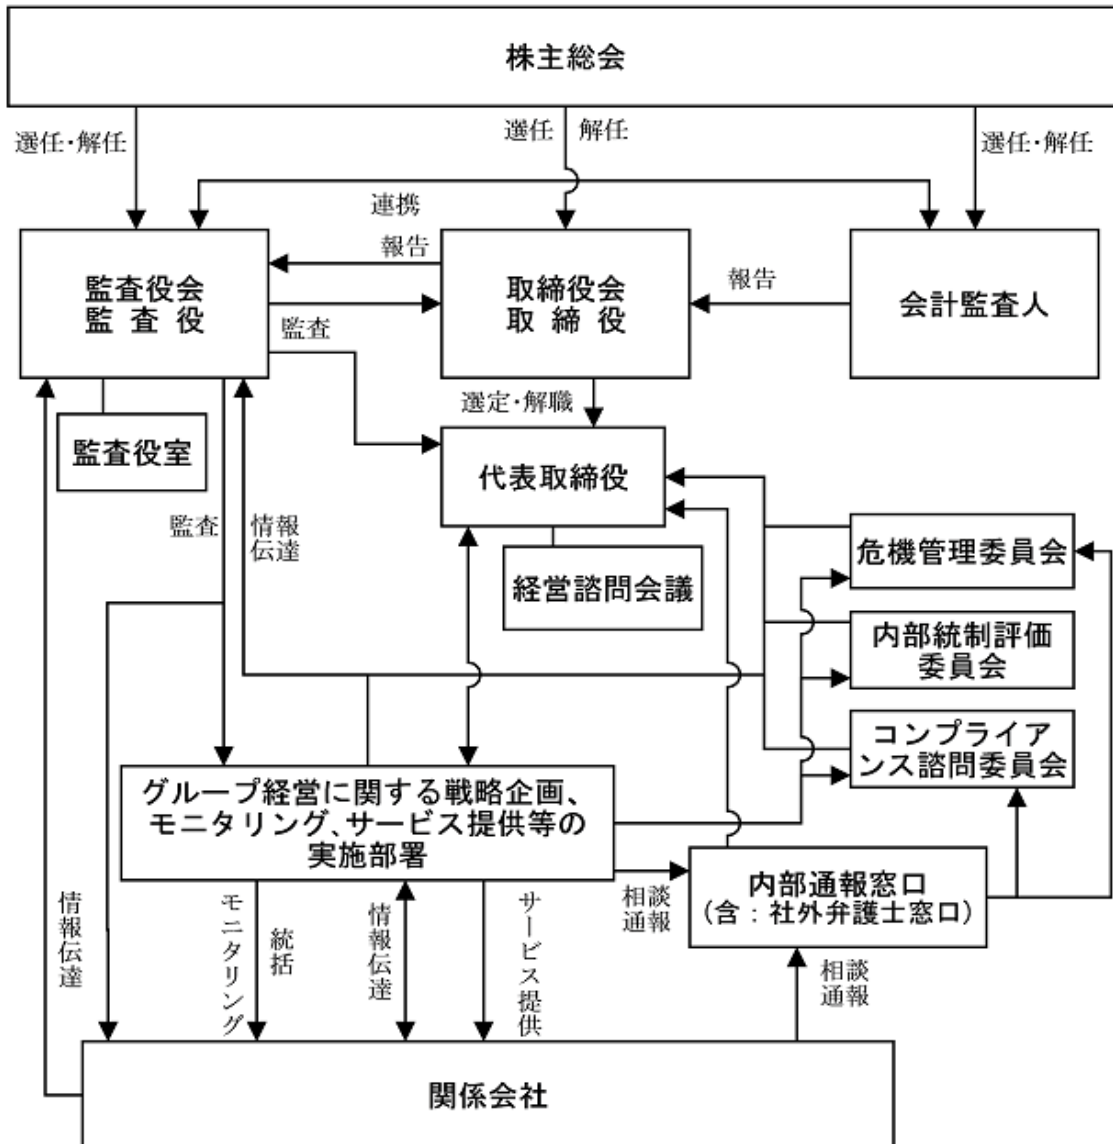 株主総会
選任・解任
選任
解任
選任・解任
連携
報告
報告
監査役会
監査役
取締役会
取締役
会計監査人
監査
選定・解職
監査役室
代表取締役
監査
情報
伝達
経営諮問会議
危機管理委員会
内部統制評価
委員会
コンプライア
ンス諮問委員会
グループ経営に関する戦略企画、
モニタリング、サービス提供等の
実施部署
相談
通報
内部通報窓口
(含：社外弁護士窓口)
情報伝達
モニタリング
統括
情報伝達
サービス提供
相談
通報
関係会社